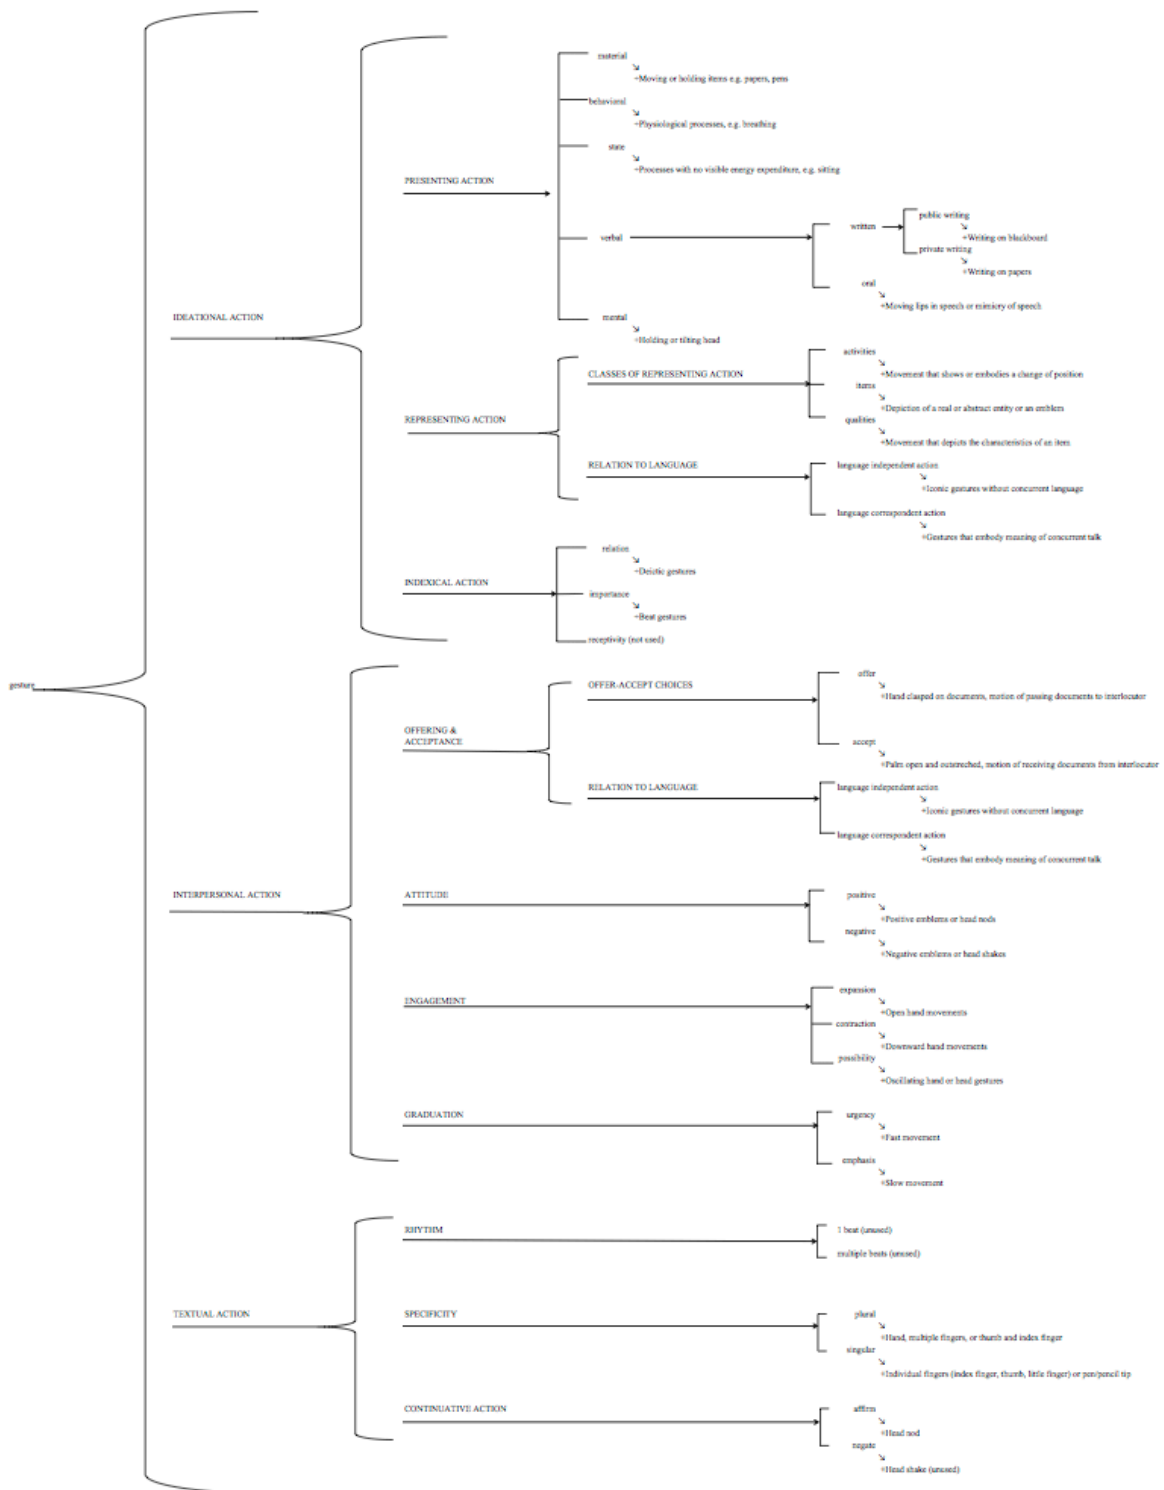 material
↘
+Moving or holding items e.g. papers, pens
behavioral
↘
+Physiological processes, e.g. breathing
state
↘
+Processes with no visible energy expenditure, e.g. sitting
PRESENTING ACTION
public writing
↘
written
verbal
+Writing on blackboard
private writing
↘
+Writing on papers
oral
↘
+Moving lips in speech or mimicry of speech
mental
↘
+Holding or tilting head
IDEATIONAL ACTION
activities
↘
CLASSES OF REPRESENTING ACTION
+Movement that shows or embodies a change of position
items
↘
+Depiction of a real or abstract entity or an emblem
REPRESENTING ACTION
qualities
↘
+Movement that depicts the characteristics of an item
RELATION TO LANGUAGE
language independent action
↘
+Iconic gestures without concurrent language
language correspondent action
↘
+Gestures that embody meaning of concurrent talk
relation
↘
+Deictic gestures
INDEXICAL ACTION
importance
↘
+Beat gestures
receptivity (not used)
gesture
offer
↘
OFFER-ACCEPT CHOICES
+Hand clasped on documents, motion of passing documents to interlocutor
OFFERING &
ACCEPTANCE
accept
↘
+Palm open and outstreched, motion of receiving documents from interlocutor
RELATION TO LANGUAGE
language independent action
↘
+Iconic gestures without concurrent language
language correspondent action
↘
+Gestures that embody meaning of concurrent talk
INTERPERSONAL ACTION
ATTITUDE
positive
↘
+Positive emblems or head nods
negative
↘
+Negative emblems or head shakes
ENGAGEMENT
expansion
↘
+Open hand movements
contraction
↘
+Downward hand movements
possibility
↘
+Oscillating hand or head gestures
GRADUATION
urgency
↘
+Fast movement
emphasis
↘
+Slow movement
RHYTHM
1 beat (unused)
multiple beats (unused)
TEXTUAL ACTION
SPECIFICITY
plural
↘
+Hand, multiple fingers, or thumb and index finger
singular
↘
+Individual fingers (index finger, thumb, little finger) or pen/pencil tip
CONTINUATIVE ACTION
affirm
↘
+Head nod
negate
↘
+Head shake (unused)